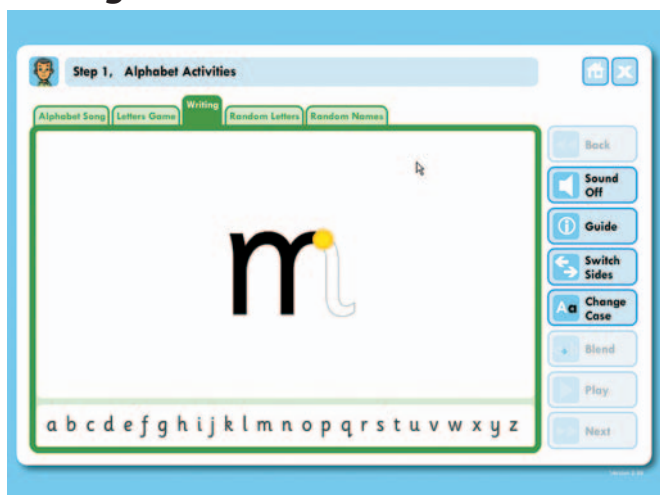 Step 1, Alphabet Activities
Alphabet Song
Letters Game
Writing
Random Letters
Random Names
Back
Sound
Off
Guide
Switch
Sides
Aa Change
Case
Blend
Play
Next
m
a b c d e f g h i j k l m n o p q r s t u v w x y z